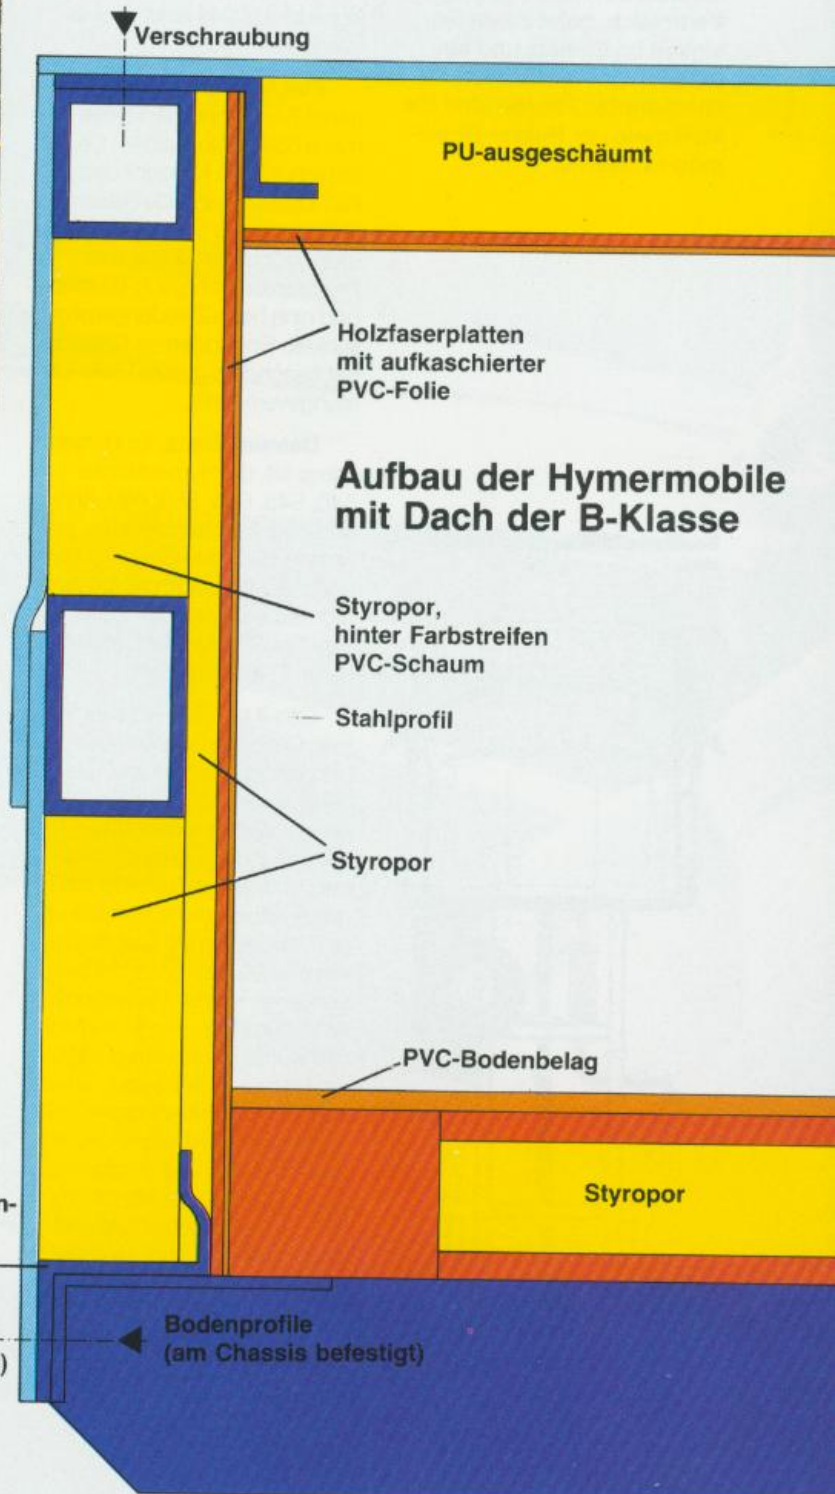 Verschraubung
PU-ausgeschäumt
Holzfaserplatten
mit aufkaschierter
PVC-Folie
Aufbau der Hymermobile
mit Dach der B-Klasse
Styropor,
hinter Farbstreifen
PVC-Schaum
Stahlprofil
Styropor
PVC-Bodenbelag
Styropor
n-
Bodenprofile
(am Chassis befestigt)
)